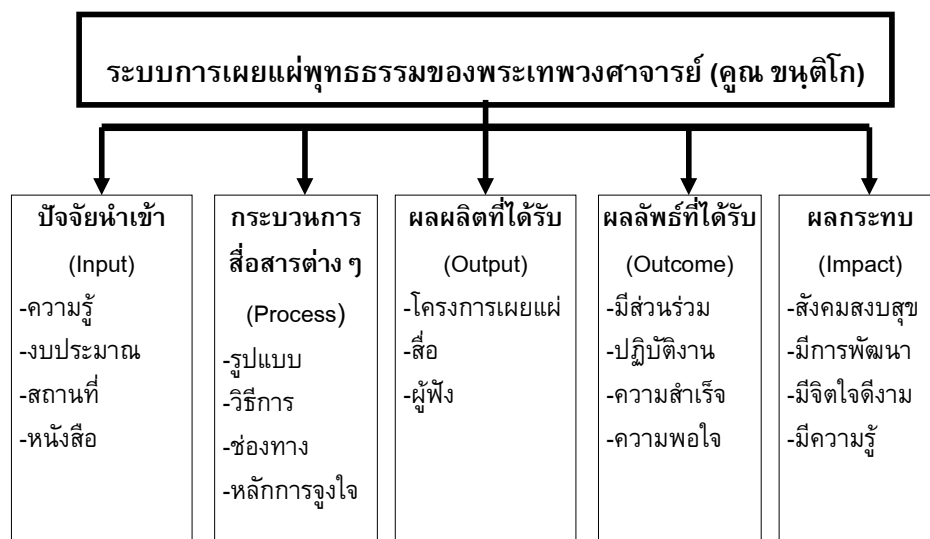 ระบบการเผยแผ่พุทธธรรมของพระเทพวงศาจารย์ (คูณ ขนฺติโก)
ปัจจัยนำเข้า
(Input)
-ความรู้
-งบประมาณ
-สถานที่
-หนังสือ
กระบวนการ
สื่อสารต่าง ๆ
(Process)
-รูปแบบ
-วิธีการ
-ช่องทาง
-หลักการจูงใจ
ผลผลิตที่ได้รับ
(Output)
-โครงการเผยแผ่
-สื่อ
-ผู้ฟัง
ผลลัพธ์ที่ได้รับ
(Outcome)
-มีส่วนร่วม
-ปฏิบัติงาน
-ความสำเร็จ
-ความพอใจ
ผลกระทบ
(Impact)
-สังคมสงบสุข
-มีการพัฒนา
-มีจิตใจดีงาม
-มีความรู้